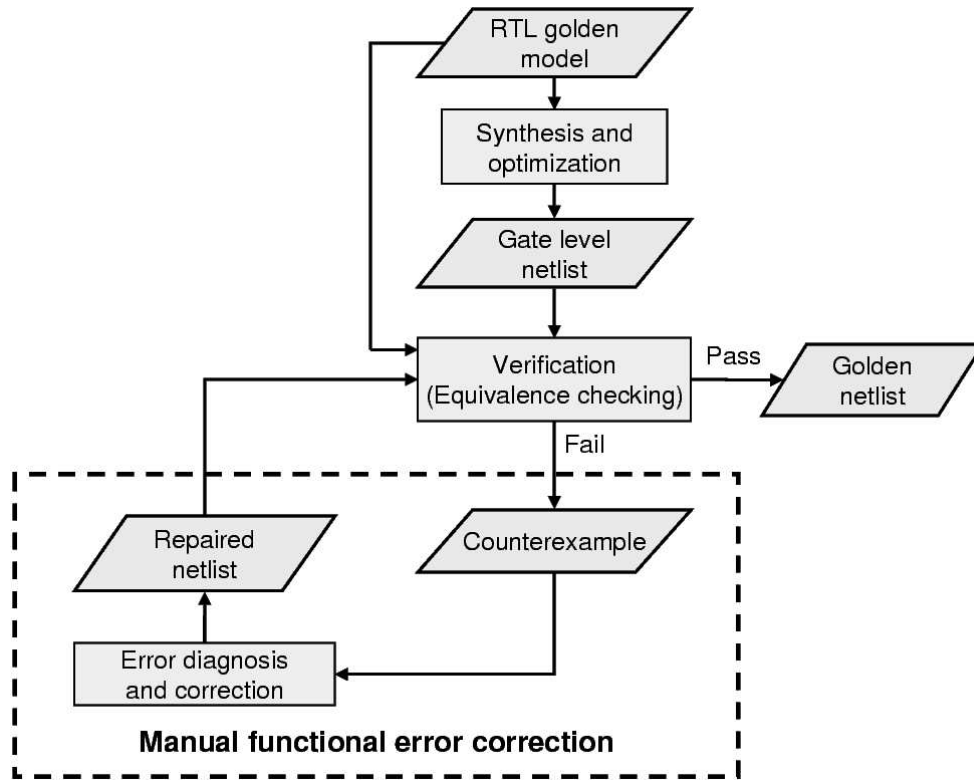 RTL golden
model
Synthesis and
optimization
Gate level
netlist
Verification
(Equivalence checking)
Pass
Golden
netlist
Fail
Repaired
netlist
Counterexample
Error diagnosis
and correction
Manual functional error correction